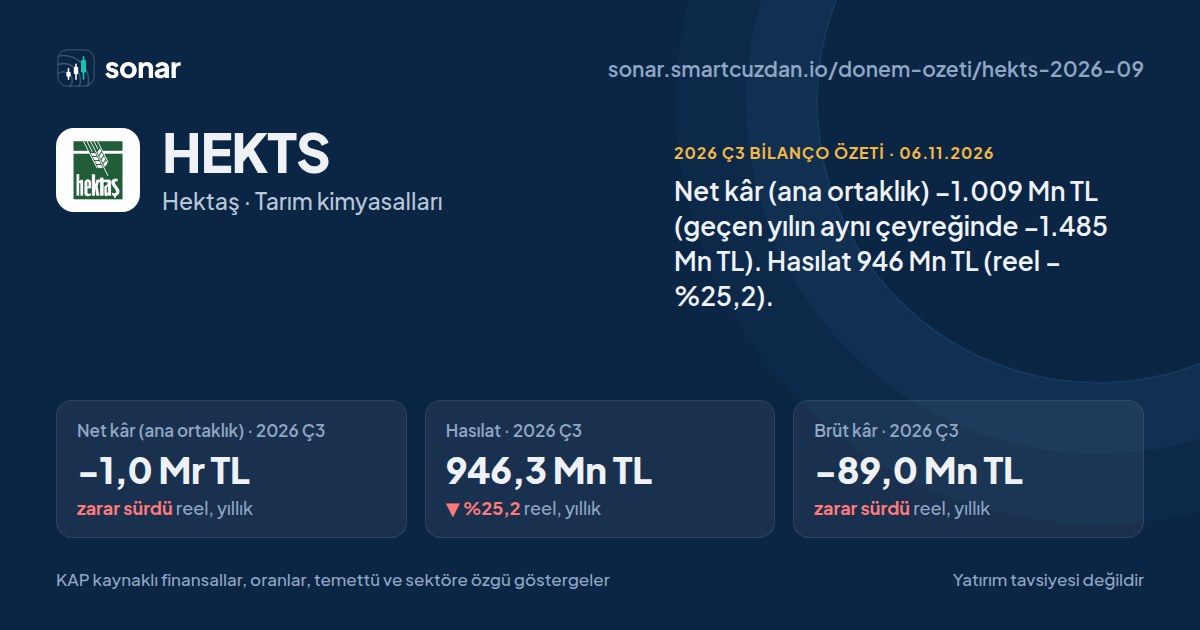 sonar
sonar.smartcuzdan.io/donem-ozeti/hekts-2026-09
hektaş
HEKTS
Hektaş · Tarım kimyasalları
2026 Ç3 BİLANÇO ÖZETİ · 06.11.2026
Net kâr (ana ortaklık) −1.009 Mn TL
(geçen yılın aynı çeyreğinde −1.485
Mn TL). Hasılat 946 Mn TL (reel −
%25,2).
Net kâr (ana ortaklık) · 2026 Ç3
−1,0 Mr TL
zarar sürdü reel, yıllık
Hasılat · 2026 Ç3
946,3 Mn TL
▼ %25,2 reel, yıllık
Brüt kâr · 2026 Ç3
−89,0 Mn TL
zarar sürdü reel, yıllık
KAP kaynaklı finansallar, oranlar, temettü ve sektöre özgü göstergeler
Yatırım tavsiyesi değildir